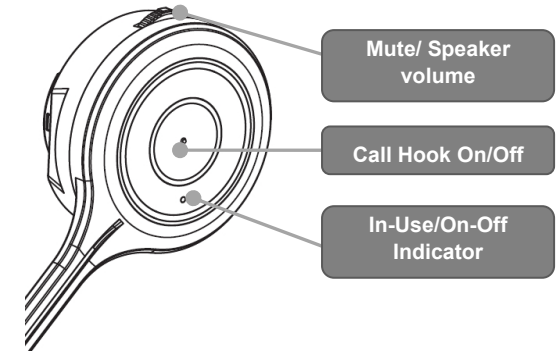 Mute/ Speaker
volume
Call Hook On/Off
In-Use/On-Off
Indicator